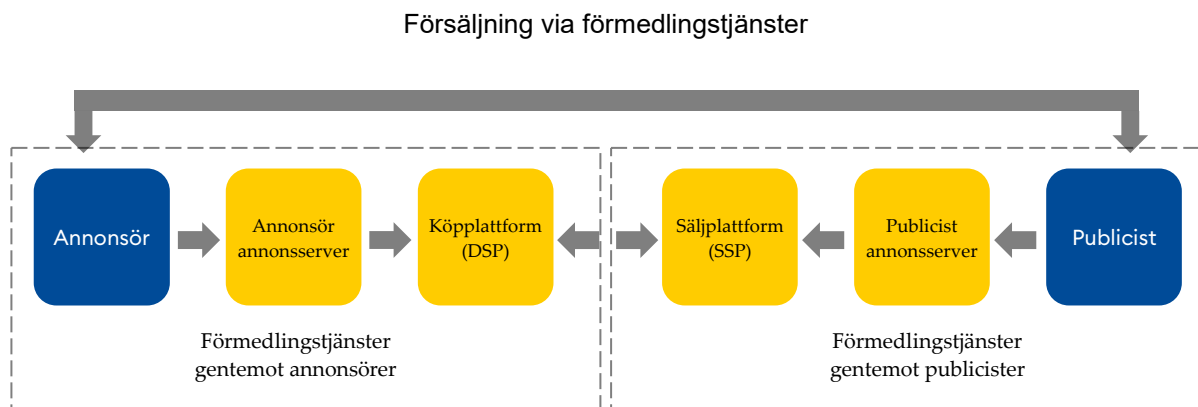 Försäljning via förmedlingstjänster
Annonsör
Annonsör
annonsserver
Köpplattform
(DSP)
Säljplattform
(SSP)
Publicist
annonsserver
Publicist
Förmedlingstjänster
gentemot annonsörer
Förmedlingstjänster
gentemot publicister